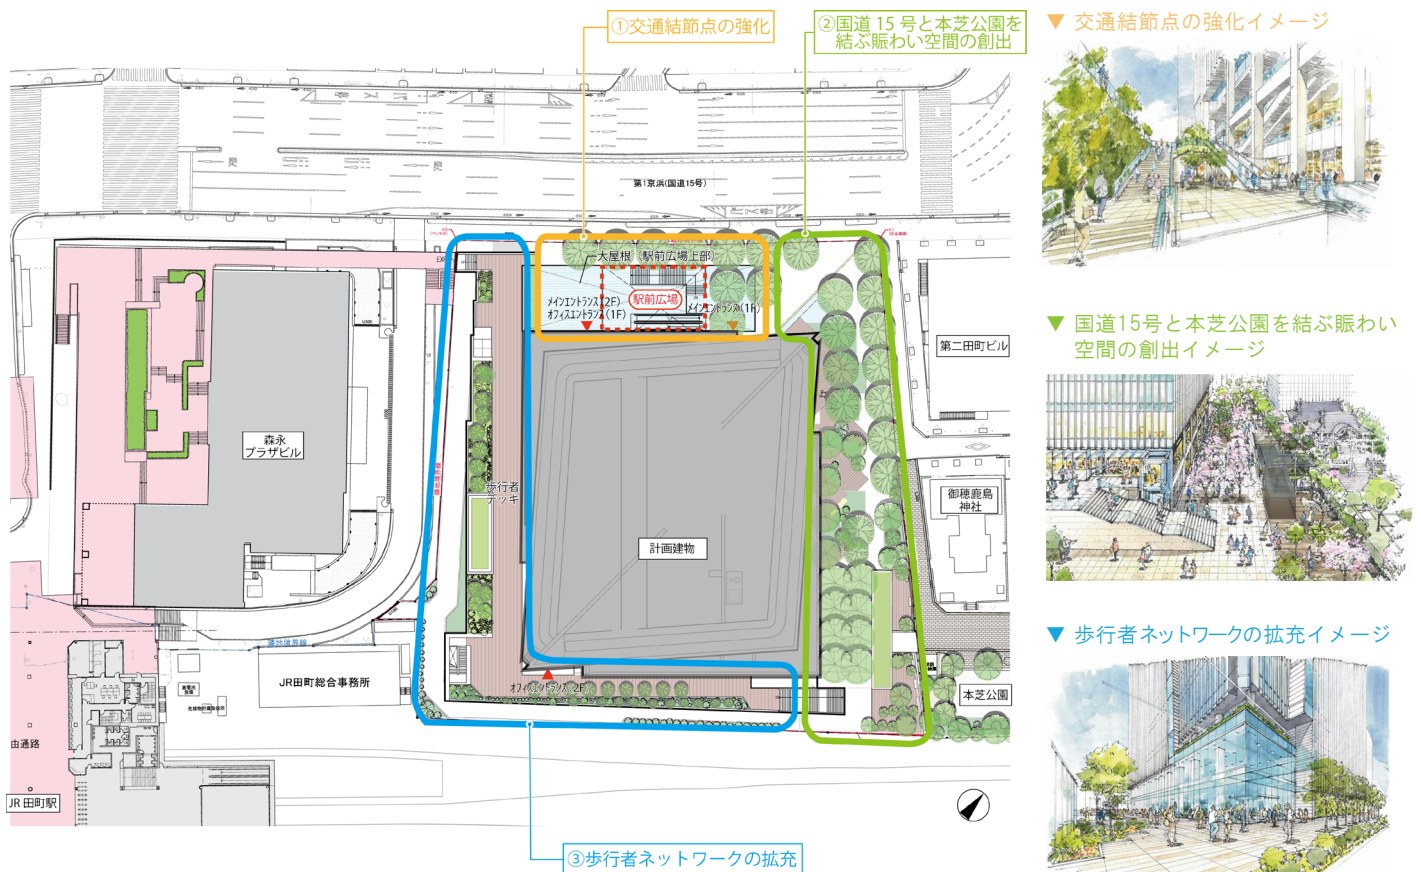 ①交通結節点の強化
②国道 15 号と本芝公園を
結ぶ賑わい空間の創出
▼ 交通結節点の強化イメージ
第1京浜(国道15号)
大屋根（駅前広場上部）
駅前広場
メインエントランス(2F)
オフィスエントランス(1F)
メインエントランス(1F)
第二田町ビル
▼ 国道15号と本芝公園を結ぶ賑わい
空間の創出イメージ
森永
プラザビル
歩行者
デッキ
計画建物
御穂鹿島
神社
▼ 歩行者ネットワークの拡充イメージ
隣地境界線
JR田町総合事務所
オフィスエントランス(2F)
本芝公園
由通路
JR 田町駅
③歩行者ネットワークの拡充